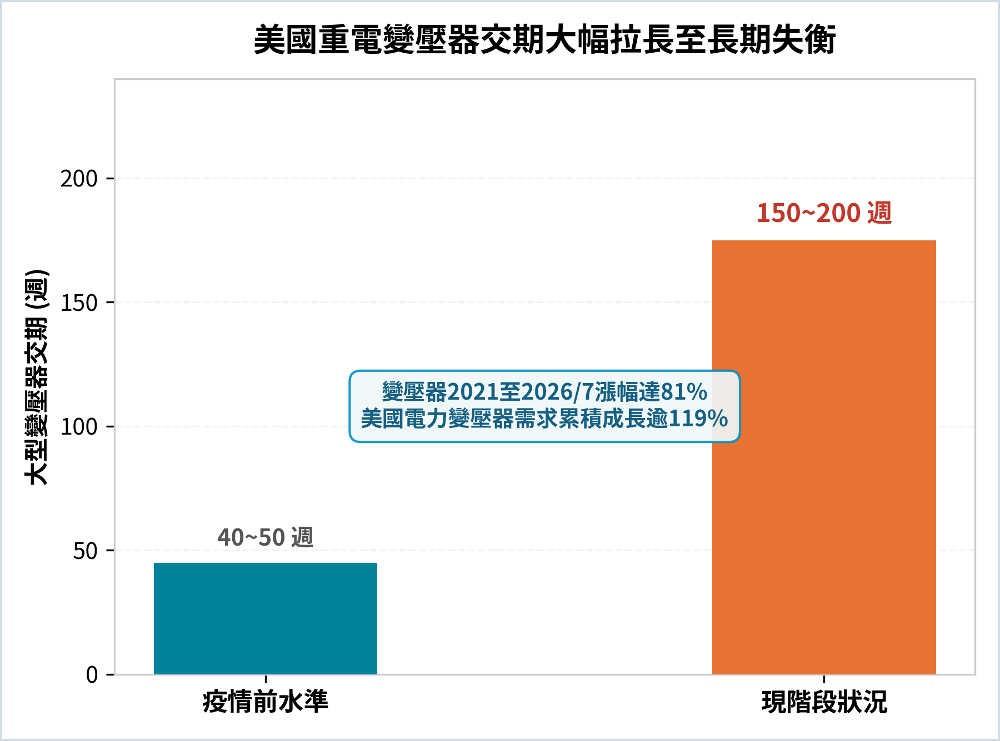 美國重電變壓器交期大幅拉長至長期失衡
大型變壓器交期 (週)
200
150
100
50
0
150~200 週
變壓器2021至2026/7漲幅達81%
美國電力變壓器需求累積成長逾119%
40~50 週
疫情前水準
現階段狀況